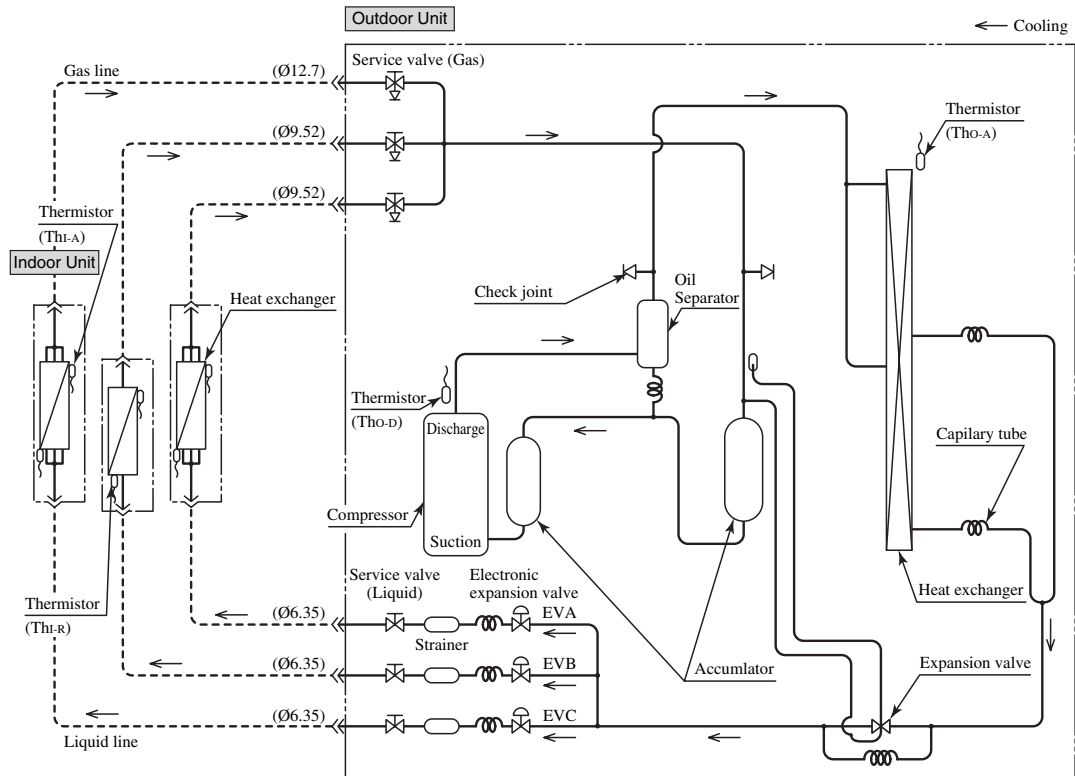 Outdoor Unit
Cooling
Service valve (Gas)
Gas line
(Ø12.7)
(Ø9.52)
(Ø9.52)
Thermistor
(ThO-A)
Thermistor
(ThI-A)
Indoor Unit
Heat exchanger
Check joint
Oil
Separator
Thermistor
(ThO-D)
Discharge
Capilary tube
Compressor
Suction
Service valve
(Liquid)
Electronic
expansion valve
Heat exchanger
Thermistor
(ThI-R)
(Ø6.35)
EVA
Strainer
(Ø6.35)
EVB
Accumlator
Expansion valve
(Ø6.35)
EVC
Liquid line